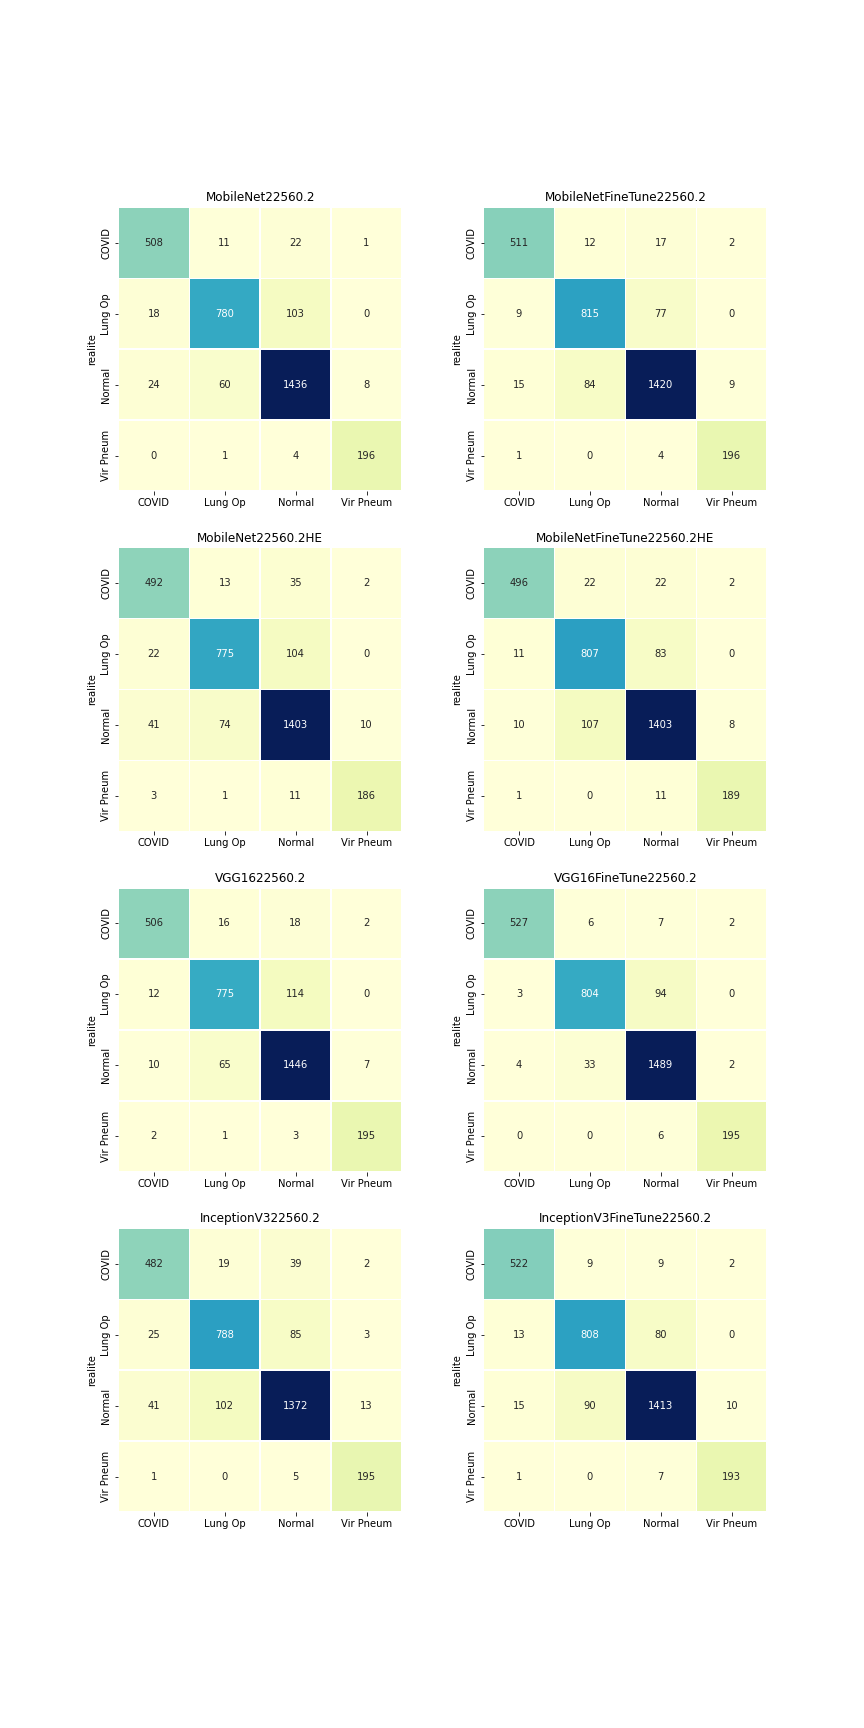 MobileNet22560.2
MobileNetFineTune22560.2
COVID 508 11 22 1
COVID 511 12 17 2
Lung Op 18 780 103 0
Lung Op 9 815 77 0
realite
realite
Normal 24 60 1436 8
Normal 15 84 1420 9
Vir Pneum 0 1 4 196
Vir Pneum 1 0 4 196
COVID Lung Op Normal Vir Pneum
COVID Lung Op Normal Vir Pneum
MobileNet22560.2HE
MobileNetFineTune22560.2HE
COVID 492 13 35 2
COVID 496 22 22 2
Lung Op 22 775 104 0
Lung Op 11 807 83 0
realite
realite
Normal 41 74 1403 10
Normal 10 107 1403 8
Vir Pneum 3 1 11 186
Vir Pneum 1 0 11 189
COVID Lung Op Normal Vir Pneum
COVID Lung Op Normal Vir Pneum
VGG1622560.2
VGG16FineTune22560.2
COVID 506 16 18 2
COVID 527 6 7 2
Lung Op 12 775 114 0
Lung Op 3 804 94 0
realite
realite
Normal 10 65 1446 7
Normal 4 33 1489 2
Vir Pneum 2 1 3 195
Vir Pneum 0 0 6 195
COVID Lung Op Normal Vir Pneum
COVID Lung Op Normal Vir Pneum
InceptionV322560.2
InceptionV3FineTune22560.2
COVID 482 19 39 2
COVID 522 9 9 2
Lung Op 25 788 85 3
Lung Op 13 808 80 0
realite
realite
Normal 41 102 1372 13
Normal 15 90 1413 10
Vir Pneum 1 0 5 195
Vir Pneum 1 0 7 193
COVID Lung Op Normal Vir Pneum
COVID Lung Op Normal Vir Pneum